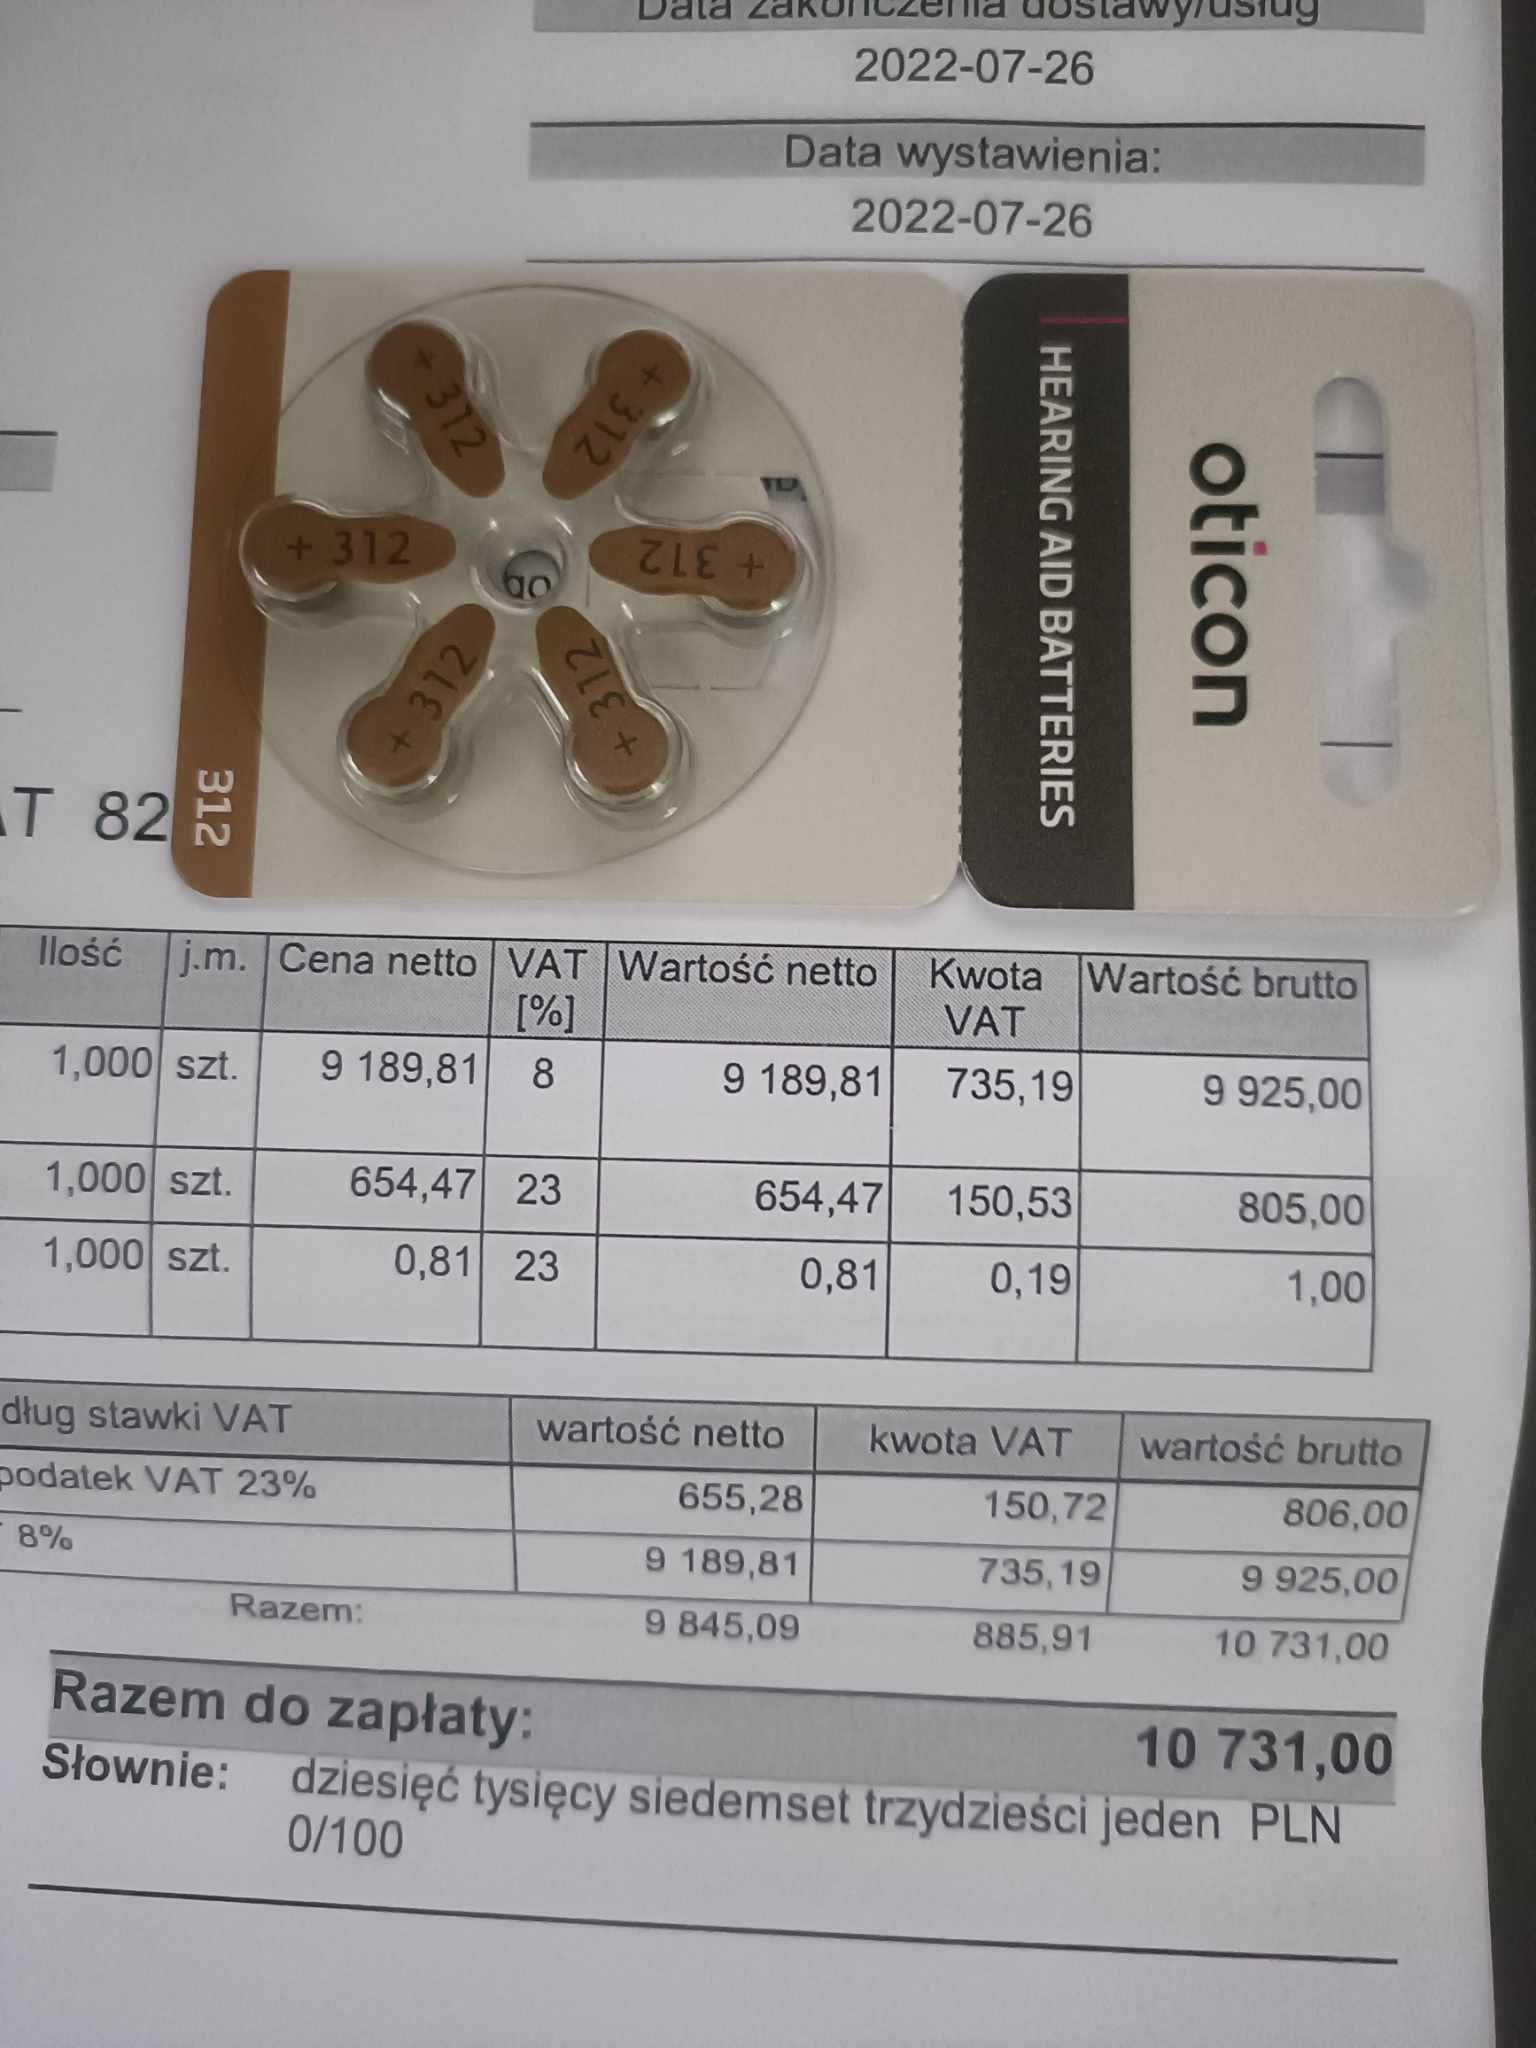 Data zakończenia dostawy/usług
2022-07-26
Data wystawienia:
2022-07-26
+ 312
+ 312
+ 312
+ 312
+ 312
+ 312
do
312
HEARING AID BATTERIES
oticon
AT 82
Ilość j.m. Cena netto VAT [%] Wartość netto Kwota VAT Wartość brutto
1,000 szt. 9 189,81 8 9 189,81 735,19 9 925,00
1,000 szt. 654,47 23 654,47 150,53 805,00
1,000 szt. 0,81 23 0,81 0,19 1,00
dług stawki VAT wartość netto kwota VAT wartość brutto
podatek VAT 23% 655,28 150,72 806,00
8% 9 189,81 735,19 9 925,00
Razem: 9 845,09 885,91 10 731,00
Razem do zapłaty: 10 731,00
Słownie: dziesięć tysięcy siedemset trzydzieści jeden PLN
0/100